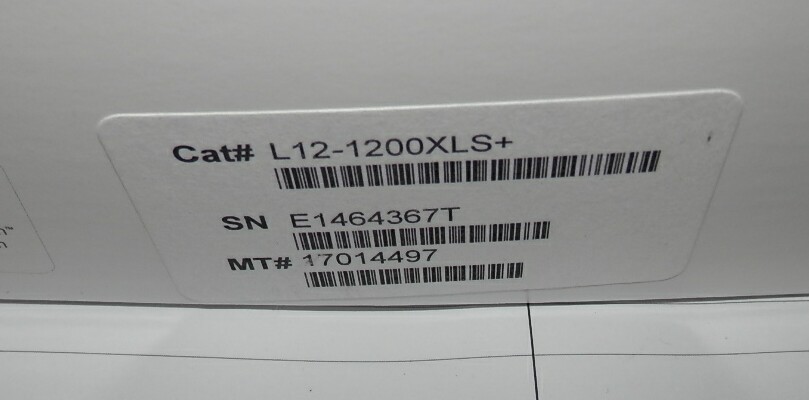 Cat# L12-1200XLS+
SN E1464367T
MT# 17014497